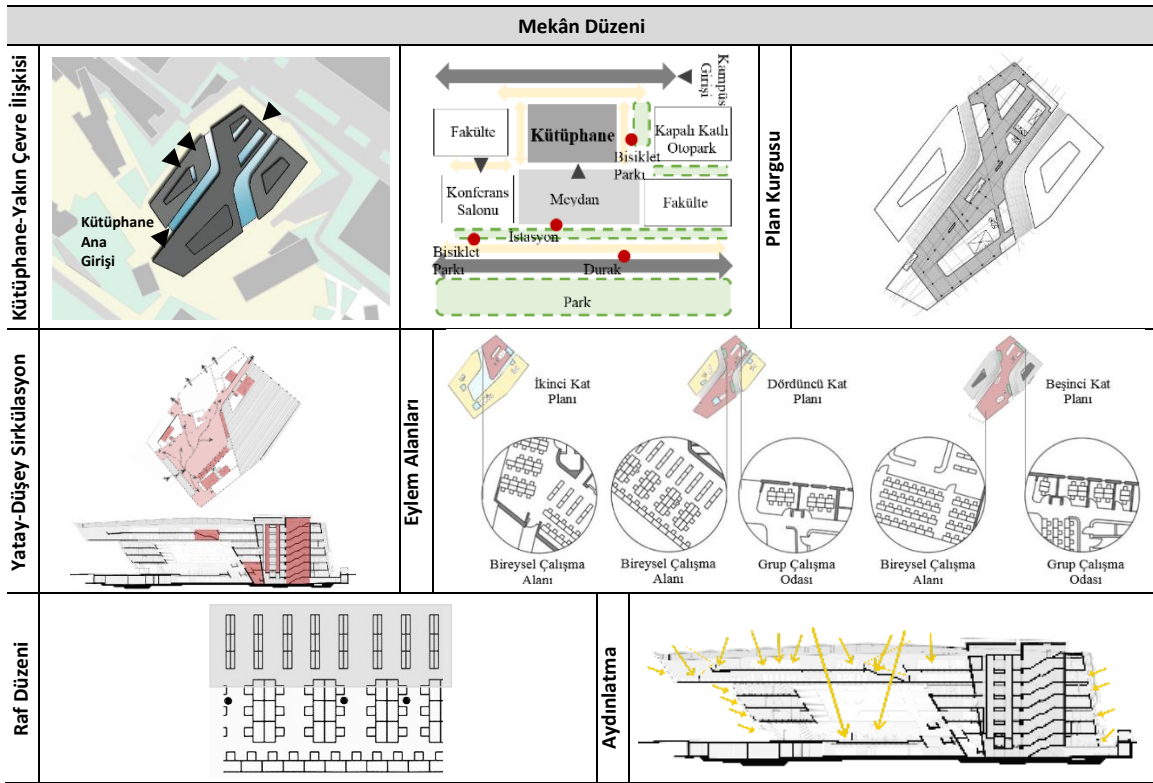 Mekân Düzeni
Kütüphane-Yakın Çevre İlişkisi
Kütüphane
Ana
Girişi
Kampüs
Girişi
Fakülte
Kütüphane
Kapalı Katlı
Otopark
Bisiklet
Parkı
Konferans
Salonu
Meydan
Fakülte
İstasyon
Bisiklet
Parkı
Durak
Park
Plan Kurgusu
Yatay-Düşey Sirkülasyon
Eylem Alanları
İkinci Kat
Planı
Dördüncü Kat
Planı
Beşinci Kat
Planı
Bireysel Çalışma
Alanı
Bireysel Çalışma
Alanı
Grup Çalışma
Odası
Bireysel Çalışma
Alanı
Grup Çalışma
Odası
Raf Düzeni
Aydınlatma